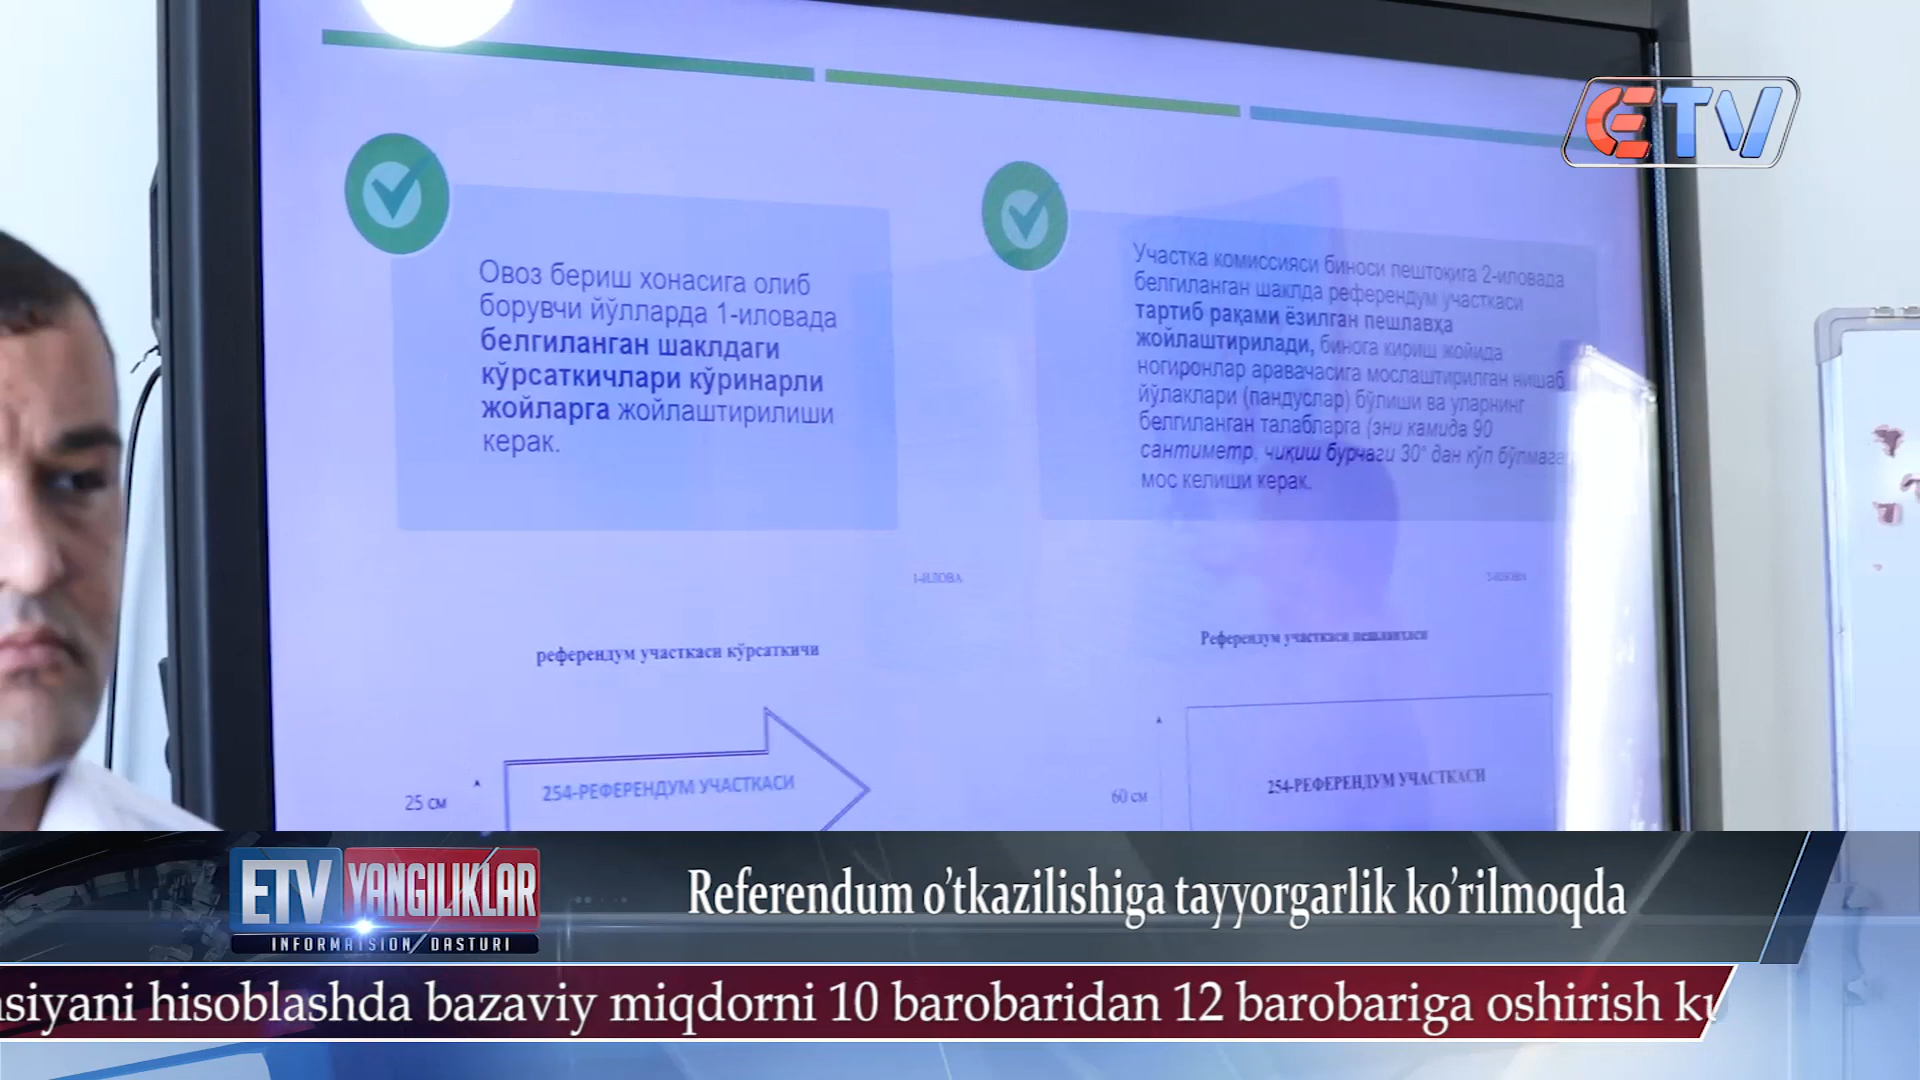 ETV
Овоз бериш хонасига олиб
борувчи йўлларда 1-иловада
белгиланган шаклдаги
кўрсаткичлари кўринарли
жойларга жойлаштирилиши
керак.
Участка комиссияси биноси пештоқига 2-иловада
белгиланган шаклда референдум участкаси
тартиб рақами ёзилган пешлавҳа
жойлаштирилади, бинога кириш жойида
ногиронлар аравачасига мослаштирилган нишаб
йўлаклари (пандуслар) бўлиши ва уларнинг
белгиланган талабларга (эни камида 90
сантиметр, чиқиш бурчаги 30° дан кўп бўлмага
мос келиши керак.
1-ИЛОВА
2-ИЛОВА
референдум участкаси кўрсаткичи
Референдум участкаси пешлавҳаси
25 см
254-РЕФЕРЕНДУМ УЧАСТКАСИ
60 см
254-РЕФЕРЕНДУМ УЧАСТКАСИ
ETV YANGILIKLAR
INFORMATSION DASTURI
Referendum o’tkazilishiga tayyorgarlik ko’rilmoqda
siyani hisoblashda bazaviy miqdorni 10 barobaridan 12 barobariga oshirish ku